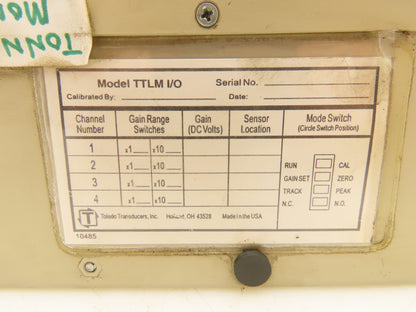 TONN
MO
Model TTLM I/O Serial No.
Calibrated By: Date:
Channel Number Gain Range Switches Gain (DC Volts) Sensor Location Mode Switch (Circle Switch Position)
1 x1 x10
2 x1 x10
3 x1 x10
4 x1 x10
RUN CAL
GAIN SET ZERO
TRACK PEAK
N.C. N.O.
T Toledo Transducers, Inc. Holland, OH 43528 Made in the USA
10485